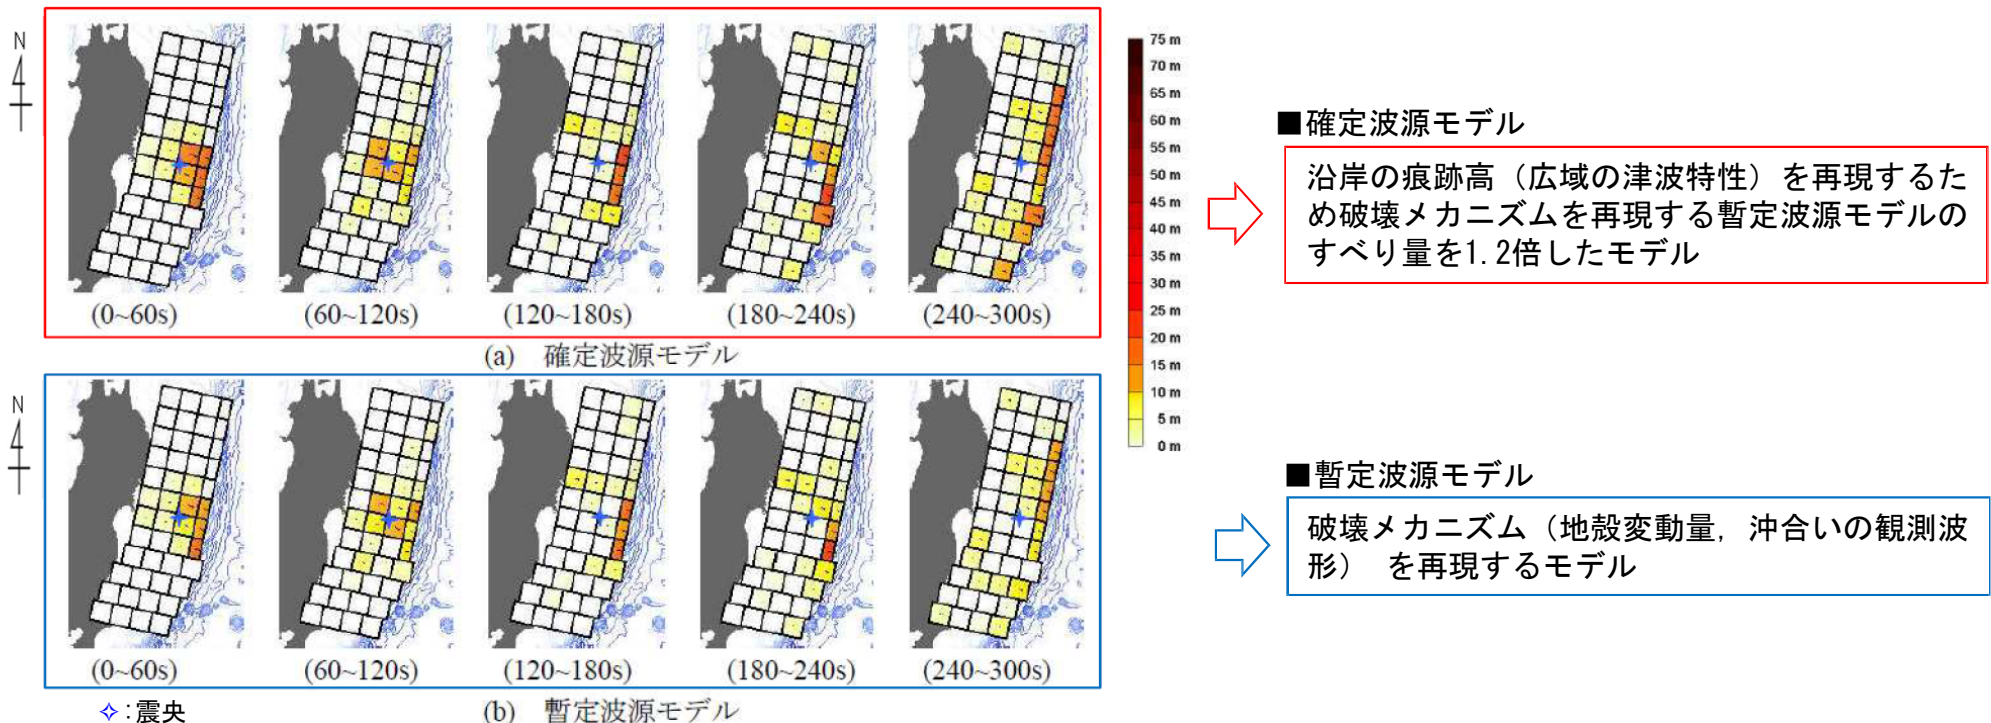 N
(0~60s)
(60~120s)
(120~180s)
(180~240s)
(240~300s)
(a) 確定波源モデル
N
(0~60s)
(60~120s)
(120~180s)
(180~240s)
(240~300s)
:震央
(b) 暫定波源モデル
75 m
70 m
65 m
60 m
55 m
50 m
45 m
40 m
35 m
30 m
25 m
20 m
15 m
10 m
5 m
0 m
■確定波源モデル
沿岸の痕跡高（広域の津波特性）を再現するた
め破壊メカニズムを再現する暫定波源モデルの
すべり量を1.2倍したモデル
■暫定波源モデル
破壊メカニズム（地殻変動量，沖合いの観測波
形） を再現するモデル